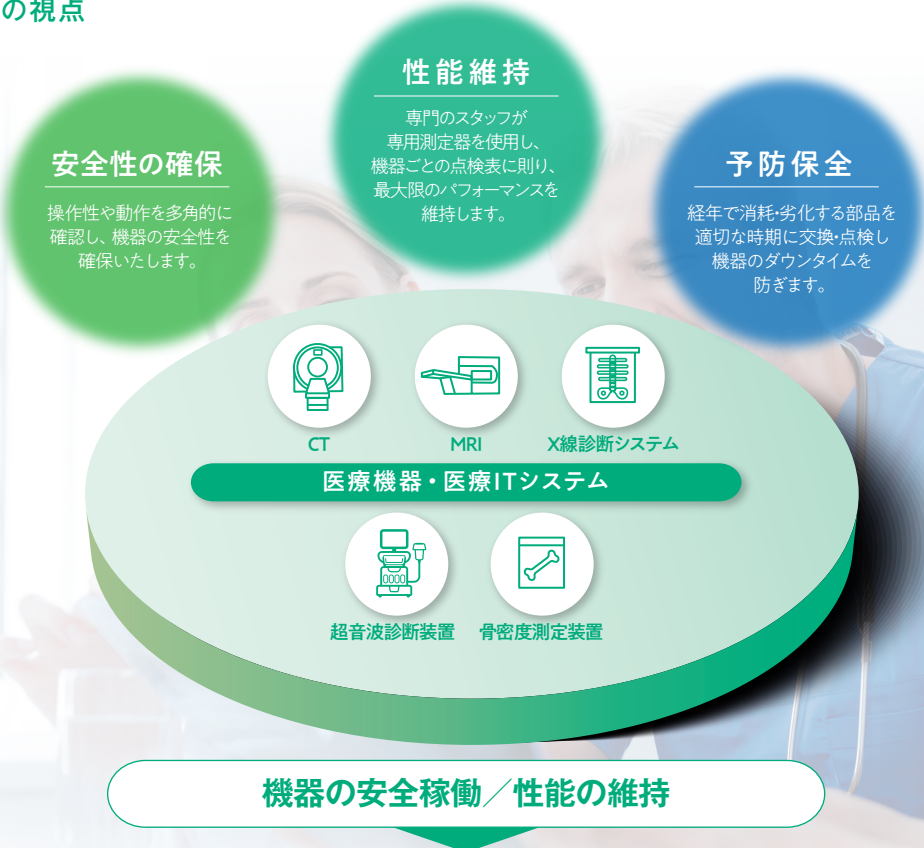 の視点
性能維持
専門のスタッフが
専用測定器を使用し、
機器ごとの点検表に則り、
最大限のパフォーマンスを
維持します。
安全性の確保
操作性や動作を多角的に
確認し、機器の安全性を
確保いたします。
予防保全
経年で消耗・劣化する部品を
適切な時期に交換・点検し
機器のダウンタイムを
防ぎます。
CT
MRI
X線診断システム
医療機器・医療ITシステム
超音波診断装置
骨密度測定装置
機器の安全稼働／性能の維持